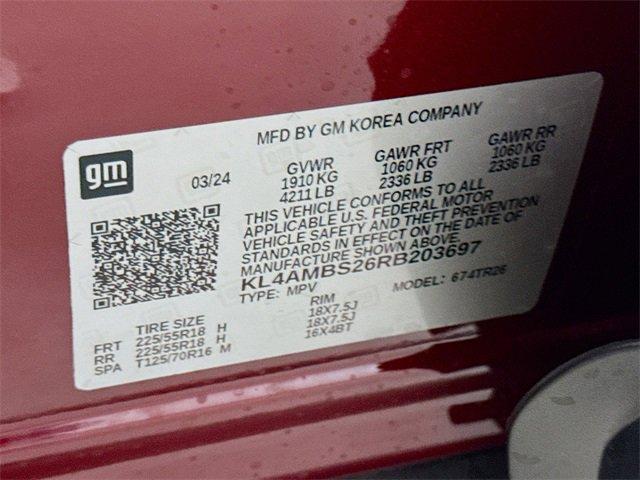 MFD BY GM KOREA COMPANY
gm
03/24
GVWR GAWR FRT GAWR RR
1910 KG 1060 KG 1060 KG
4211 LB 2336 LB 2336 LB
THIS VEHICLE CONFORMS TO ALL
APPLICABLE U.S. FEDERAL MOTOR
VEHICLE SAFETY AND THEFT PREVENTION
STANDARDS IN EFFECT ON THE DATE OF
MANUFACTURE SHOWN ABOVE.
KL4AMBS26RB203697
TYPE: MPV MODEL: 674TR26
TIRE SIZE RIM
FRT 225/55R18 H 18X7.5J
RR 225/55R18 H 18X7.5J
SPA T125/70R16 M 16X4BT